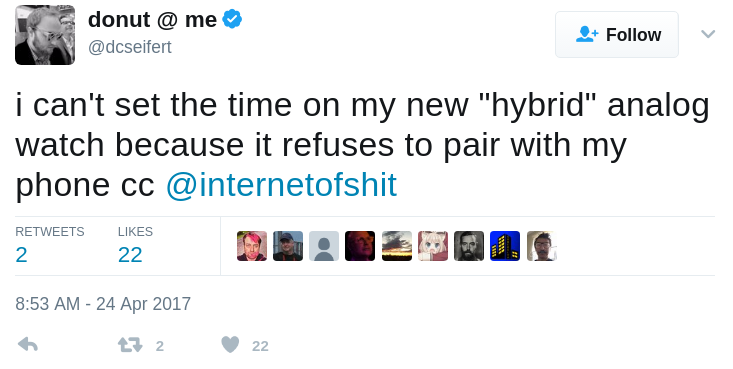 donut @ me
@dcseifert
Follow
i can't set the time on my new "hybrid" analog
watch because it refuses to pair with my
phone cc @internetofshit
RETWEETS LIKES
2 22
8:53 AM - 24 Apr 2017
2 22